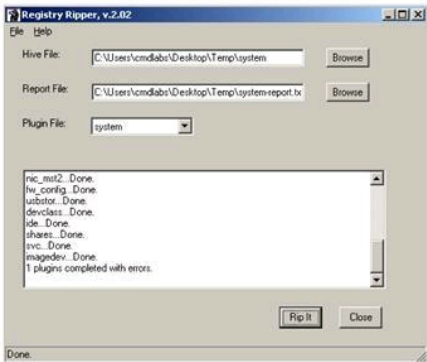 Registry Ripper, v.2.02
File Help
Hive File: C:\Users\cmdlabs\Desktop\Temp\system Browse
Report File: C:\Users\cmdlabs\Desktop\Temp\system-report.tx Browse
Plugin File: system
nic_mst2...Done.
fw_config...Done.
usbstor...Done.
devclass...Done.
ide...Done.
shares...Done.
svc...Done.
imagedev...Done.
1 plugins completed with errors.
Rip It Close
Done.